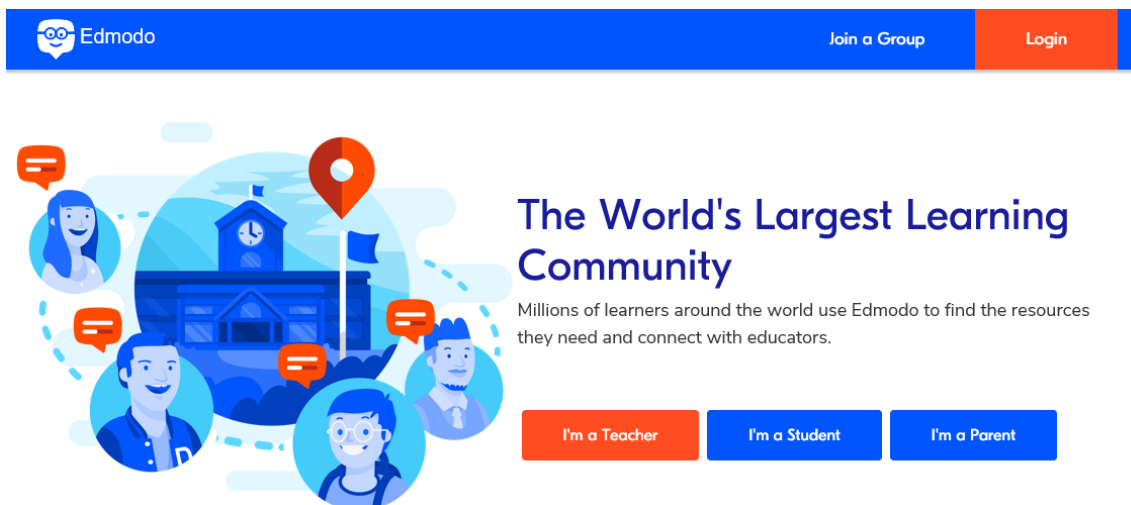 Edmodo
Join a Group
Login
The World's Largest Learning
Community
Millions of learners around the world use Edmodo to find the resources
they need and connect with educators.
I'm a Teacher
I'm a Student
I'm a Parent
D